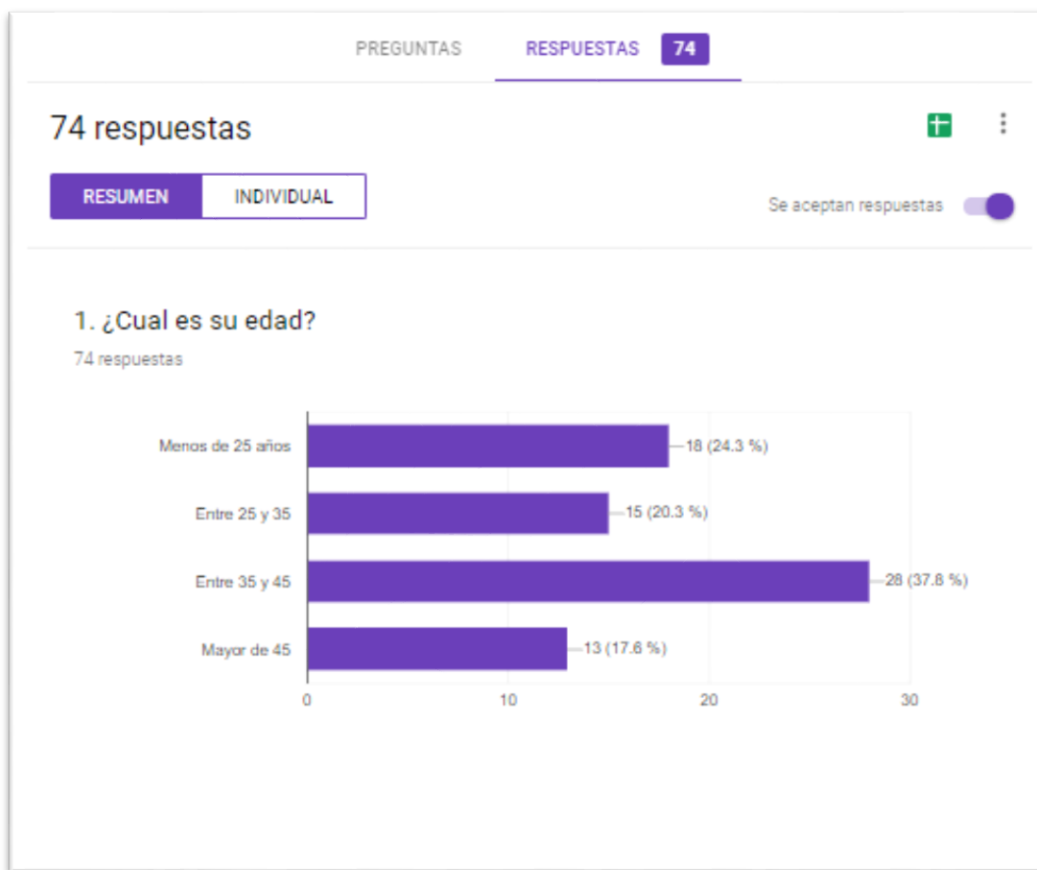 PREGUNTAS RESPUESTAS 74
74 respuestas
RESUMEN INDIVIDUAL
Se aceptan respuestas
1. ¿Cual es su edad?
74 respuestas
Menos de 25 años 18 (24.3 %)
Entre 25 y 35 15 (20.3 %)
Entre 35 y 45 28 (37.8 %)
Mayor de 45 13 (17.6 %)
0 10 20 30